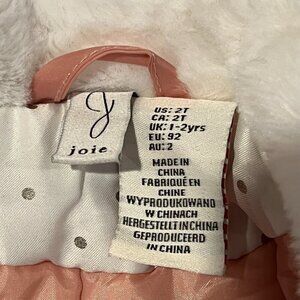 J
joie
US: 2T
CA: 2T
UK: 1-2yrs
EU: 92
AU: 2
MADE IN
CHINA
FABRIQUÉ EN
CHINE
WYPRODUKOWANO
W CHINACH
HERGESTELLT IN CHINA
GEPRODUCEERD
IN CHINA